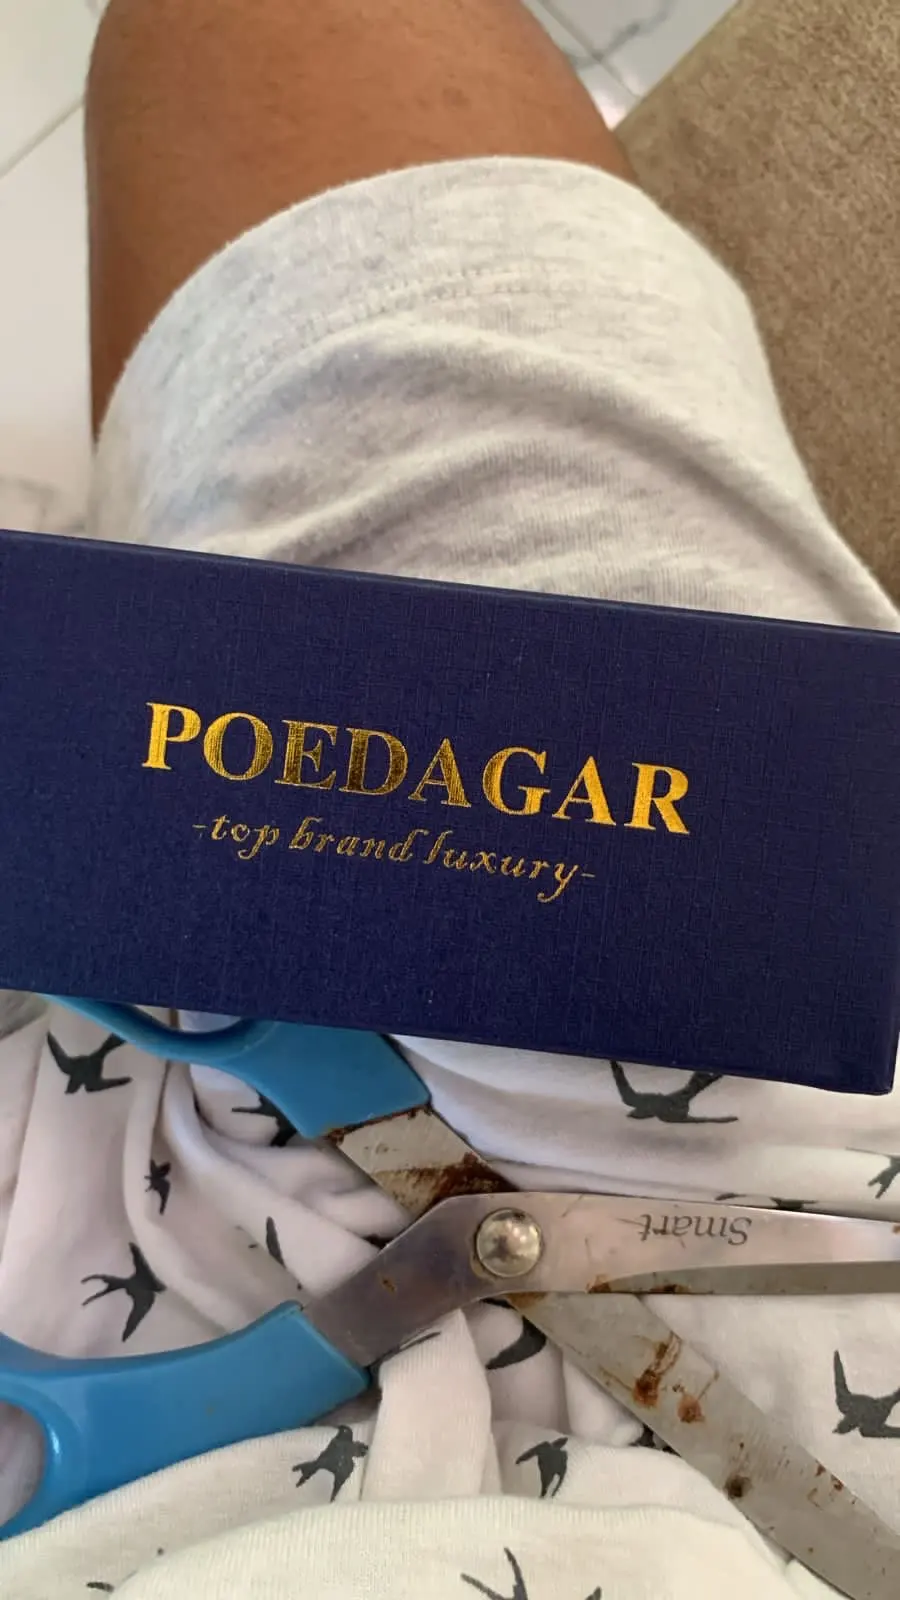 POEDAGAR
-top brand luxury-
Smart